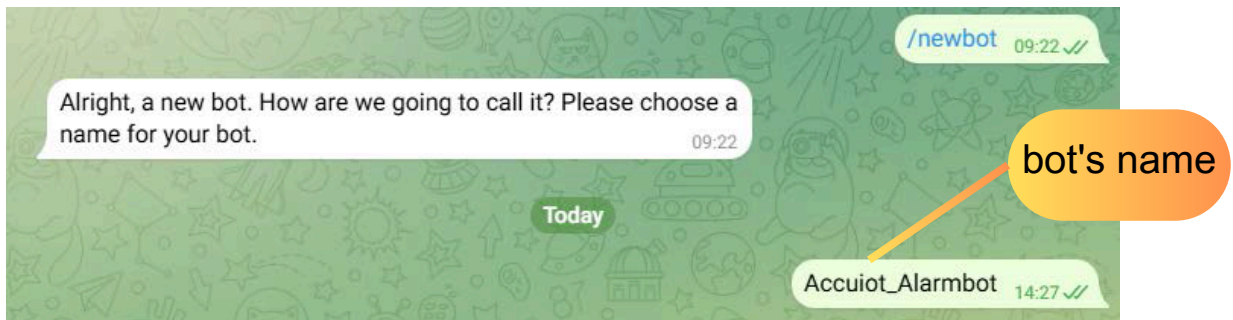 /newbot 09:22
Alright, a new bot. How are we going to call it? Please choose a
name for your bot.
09:22
bot's name
Today
Accuiot_Alarmbot 14:27